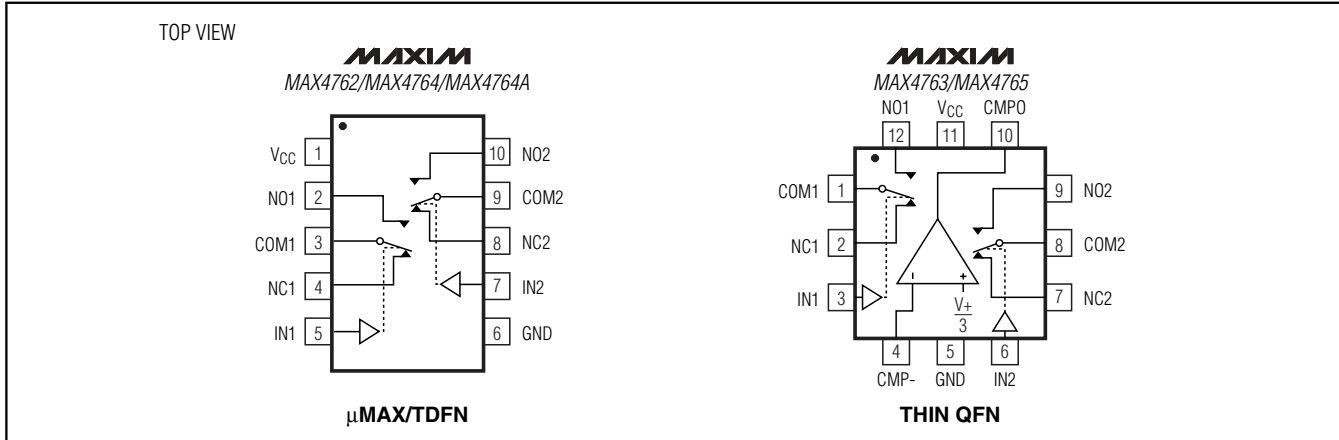 TOP VIEW
MAXIM
MAX4762/MAX4764/MAX4764A
VCC 1
NO1 2
COM1 3
NC1 4
IN1 5
10 NO2
9 COM2
8 NC2
7 IN2
6 GND
µMAX/TDFN
MAXIM
MAX4763/MAX4765
NO1 VCC CMPO
12 11 10
COM1 1
NC1 2
IN1 3
9 NO2
8 COM2
7 NC2
- +
V+
3
4 5 6
CMP- GND IN2
THIN QFN